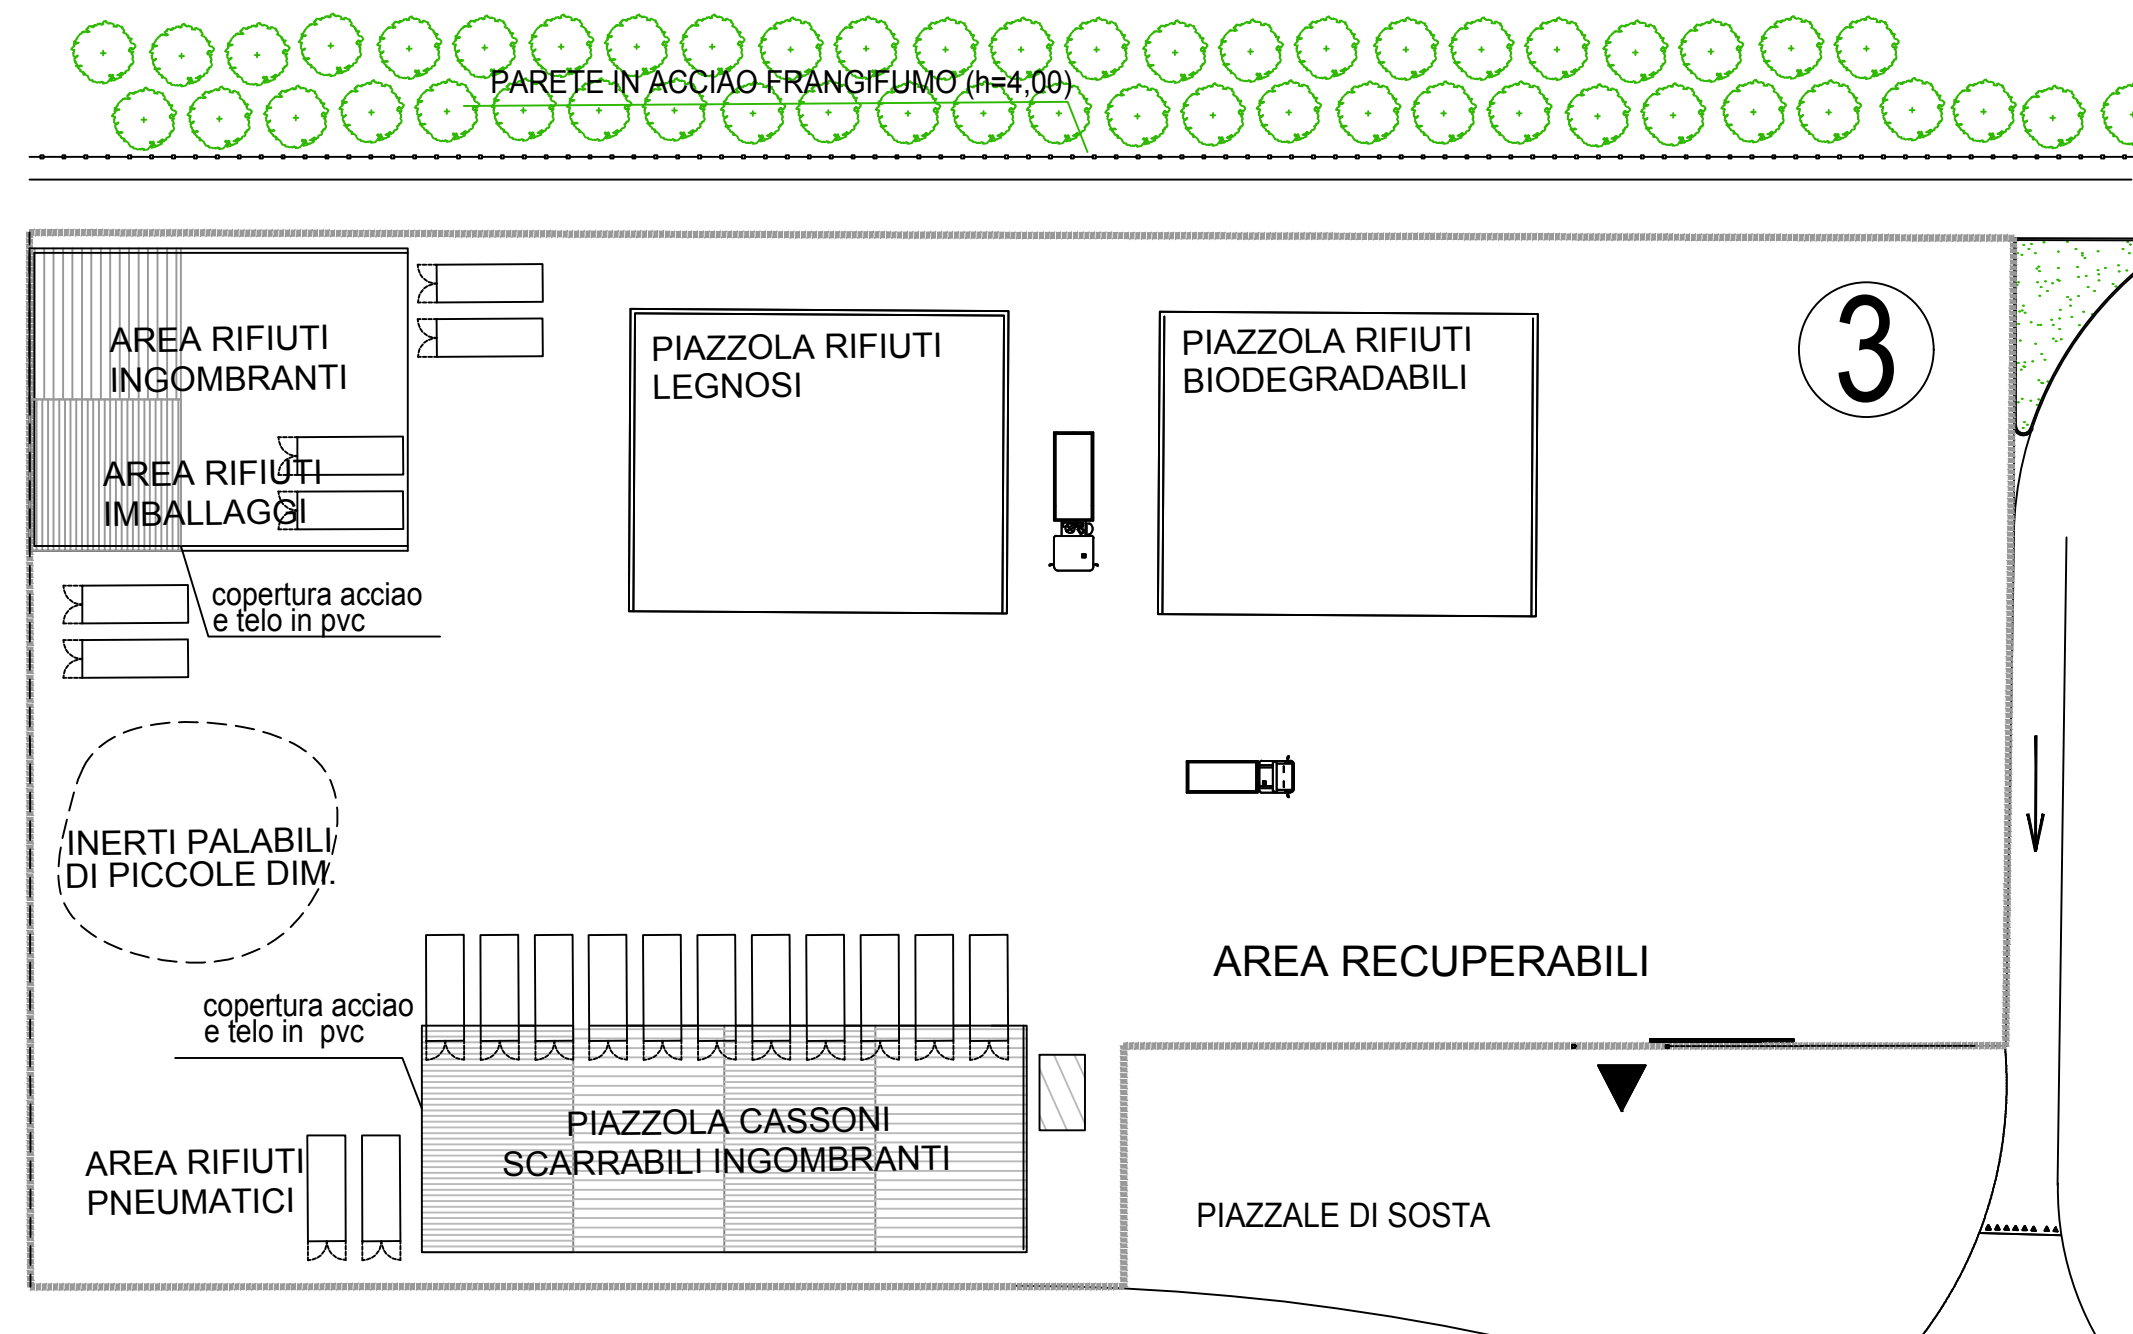 PARETE IN ACCIAO FRANGIFUMO (h=4,00)
AREA RIFIUTI
INGOMBRANTI
PIAZZOLA RIFIUTI
LEGNOSI
PIAZZOLA RIFIUTI
BIODEGRADABILI
3
AREA RIFIUTI
IMBALLAGGI
copertura acciao
e telo in pvc
INERTI PALABILI
DI PICCOLE DIM.
AREA RECUPERABILI
copertura acciao
e telo in pvc
PIAZZOLA CASSONI
SCARRABILI INGOMBRANTI
AREA RIFIUTI
PNEUMATICI
PIAZZALE DI SOSTA